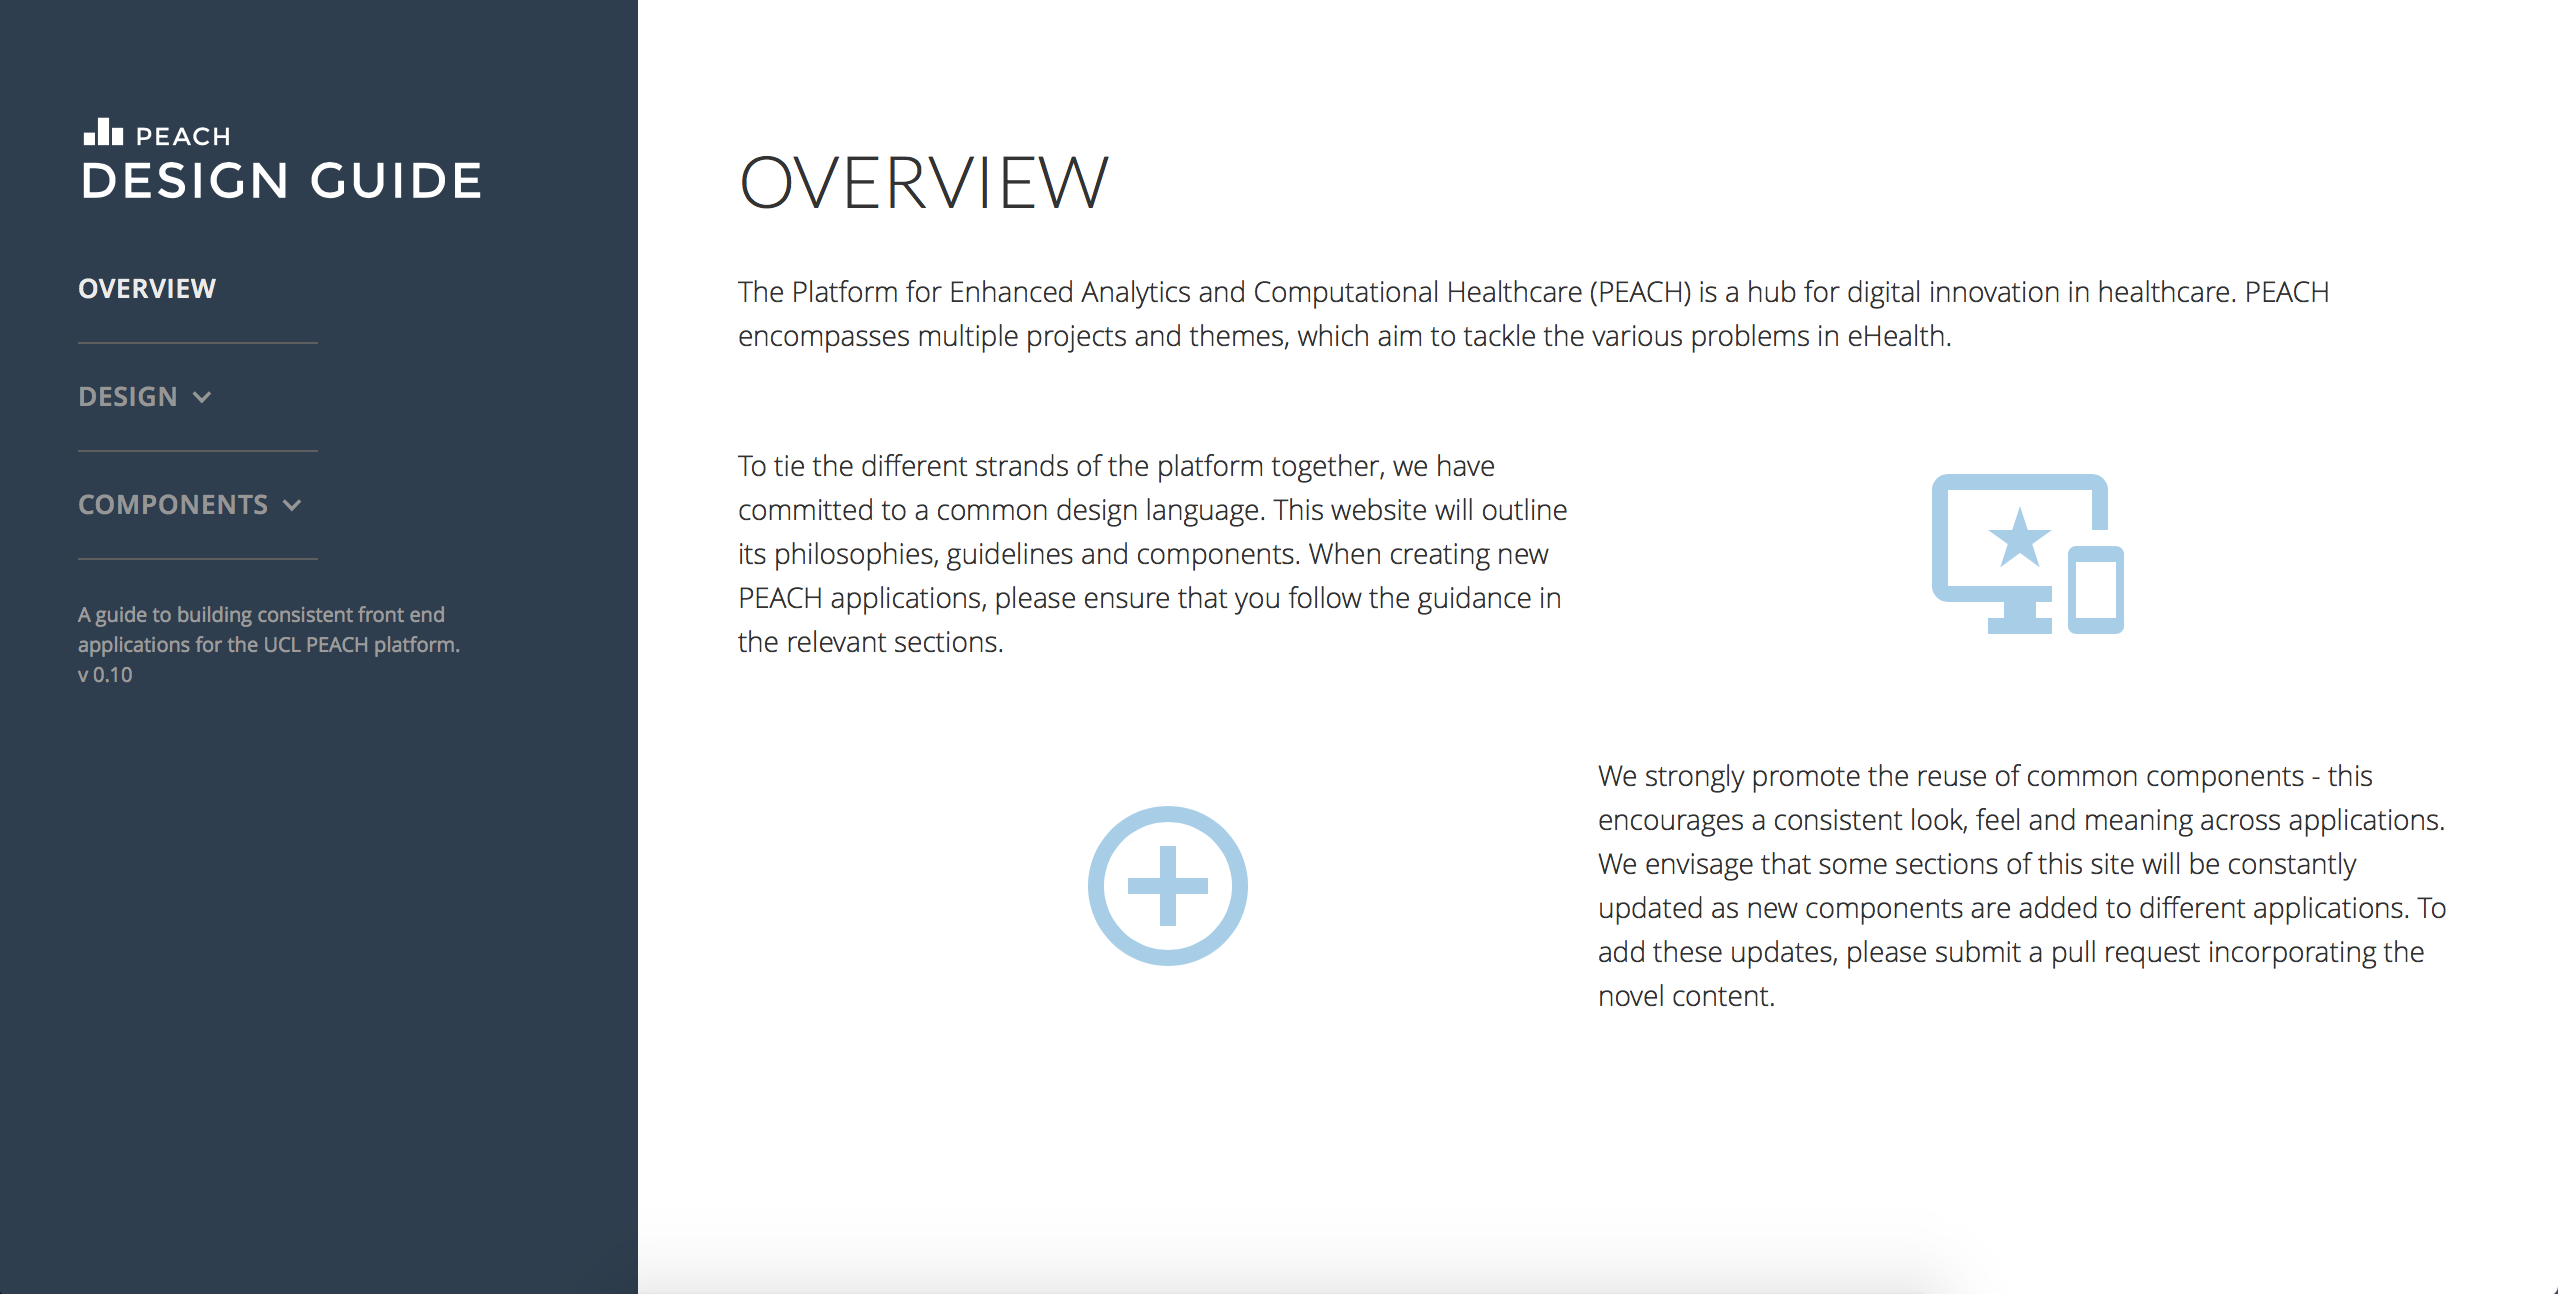 PEACH
DESIGN GUIDE
OVERVIEW
DESIGN
COMPONENTS
A guide to building consistent front end
applications for the UCL PEACH platform.
v 0.10
OVERVIEW
The Platform for Enhanced Analytics and Computational Healthcare (PEACH) is a hub for digital innovation in healthcare. PEACH
encompasses multiple projects and themes, which aim to tackle the various problems in eHealth.
To tie the different strands of the platform together, we have
committed to a common design language. This website will outline
its philosophies, guidelines and components. When creating new
PEACH applications, please ensure that you follow the guidance in
the relevant sections.
We strongly promote the reuse of common components - this
encourages a consistent look, feel and meaning across applications.
We envisage that some sections of this site will be constantly
updated as new components are added to different applications. To
add these updates, please submit a pull request incorporating the
novel content.